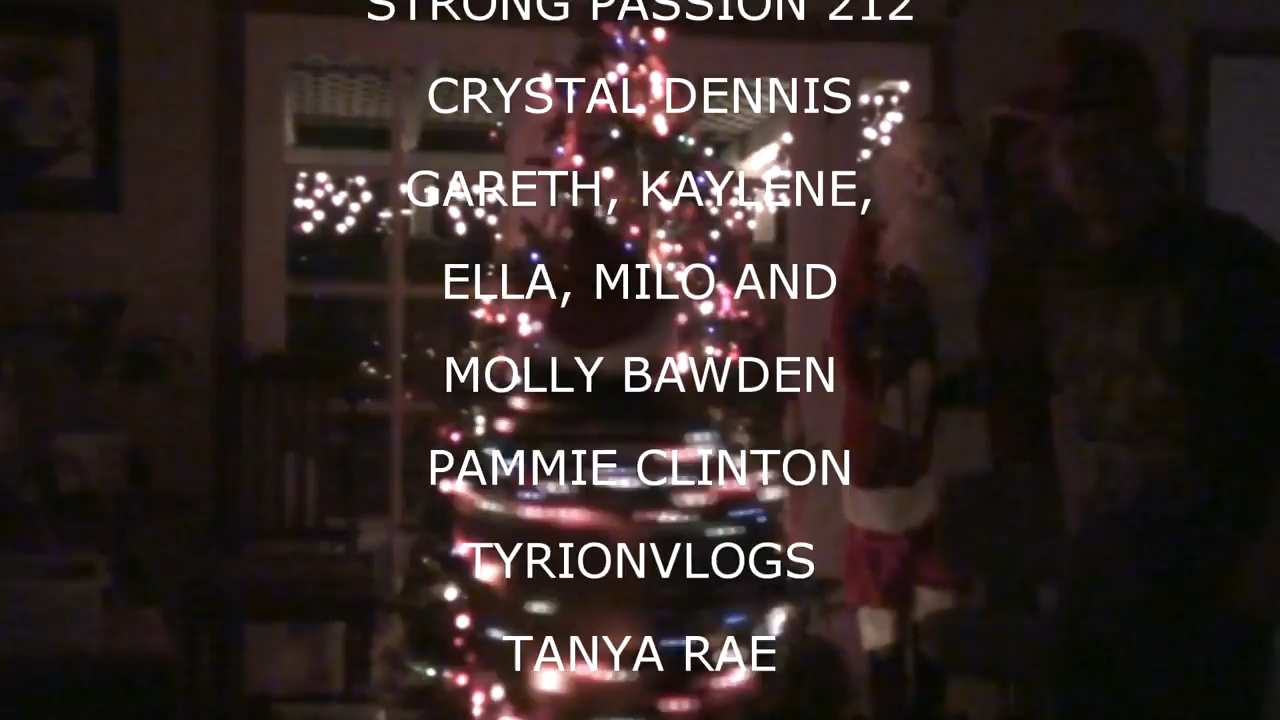 STRONG PASSION 212
CRYSTAL DENNIS
GARETH, KAYLENE,
ELLA, MILO AND
MOLLY BAWDEN
PAMMIE CLINTON
TYRIONVLOGS
TANYA RAE